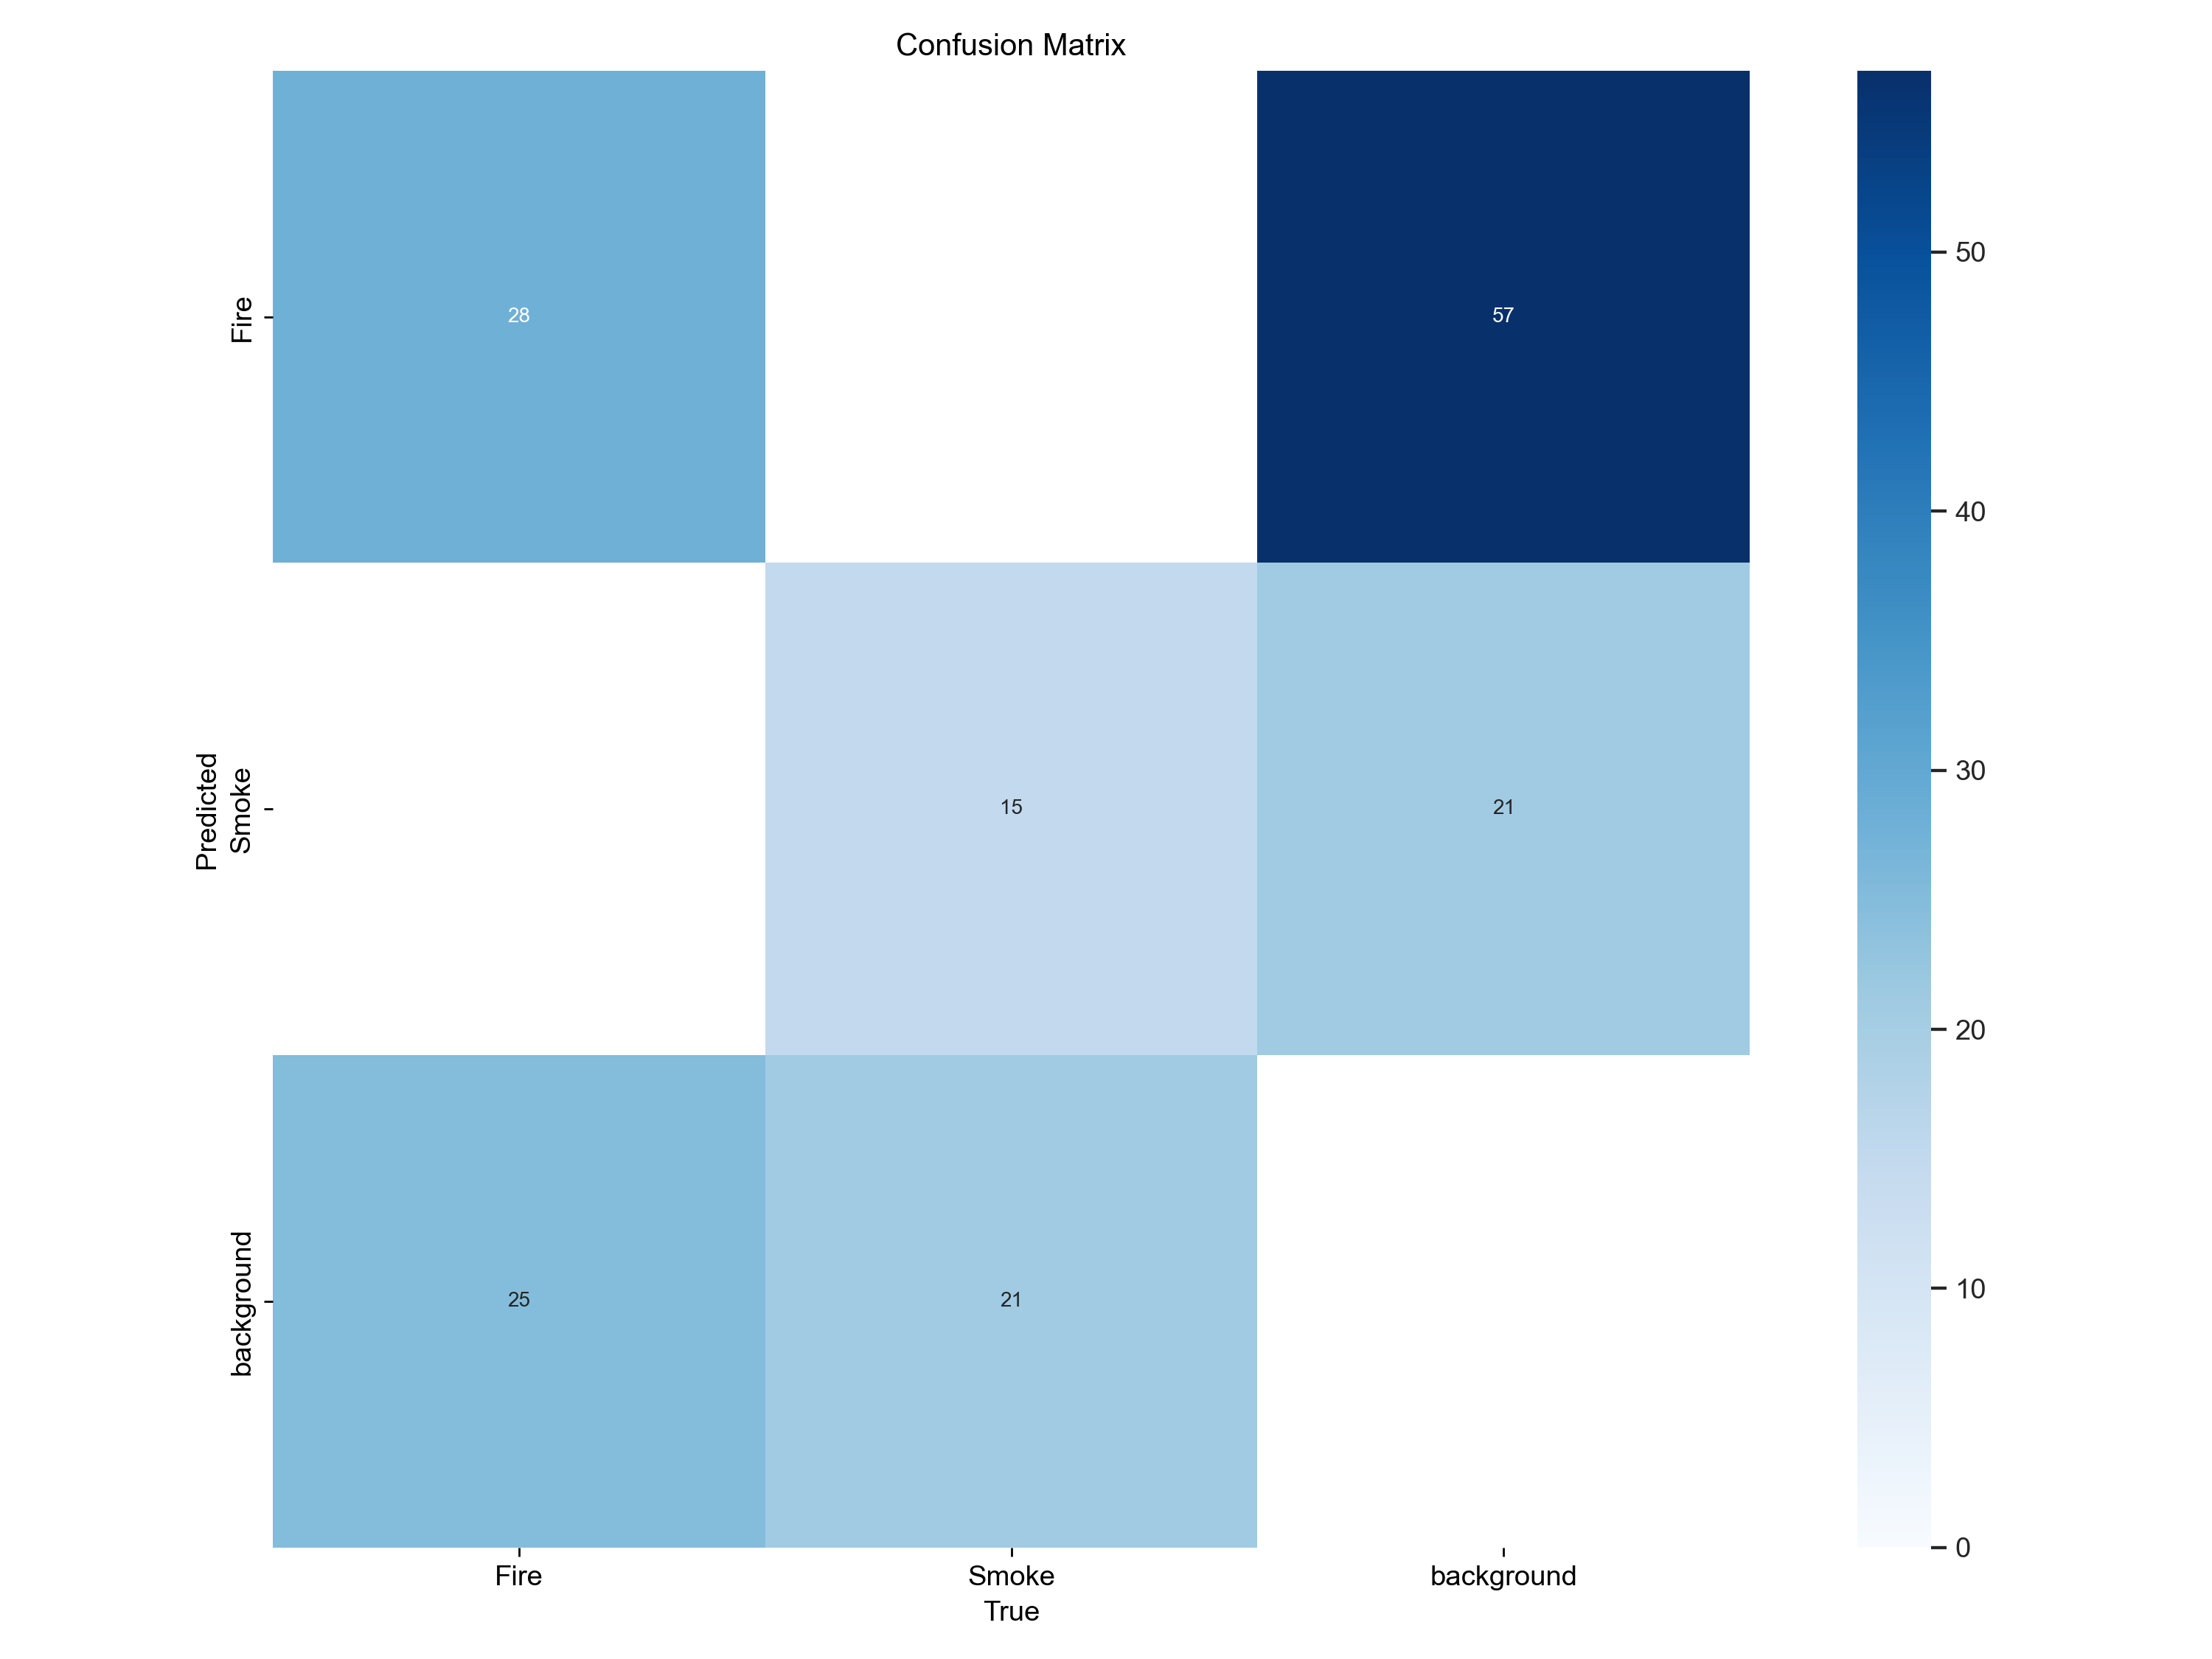 Confusion Matrix
Fire
28
57
50
40
30
Predicted
Smoke
15
21
20
background
25
21
10
0
Fire
Smoke
background
True